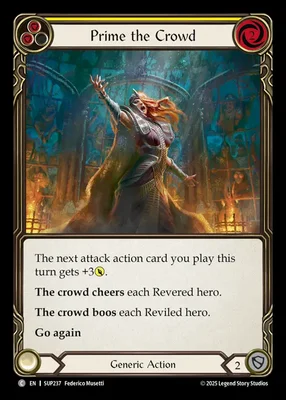 Prime the Crowd
The next attack action card you play this
turn gets +3.
The crowd cheers each Revered hero.
The crowd boos each Reviled hero.
Go again
Generic Action
2
C EN | SUP237 Federico Musetti
©2025 Legend Story Studios